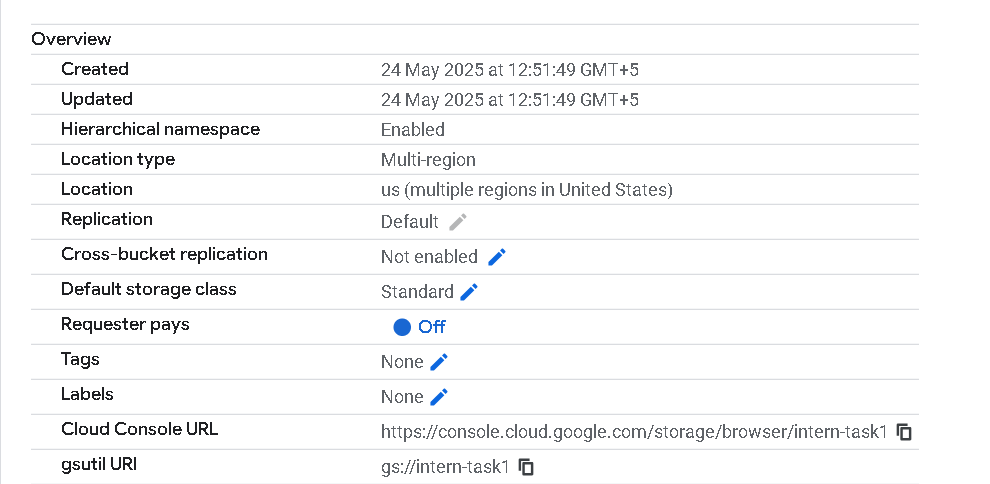 Overview
Created 24 May 2025 at 12:51:49 GMT+5
Updated 24 May 2025 at 12:51:49 GMT+5
Hierarchical namespace Enabled
Location type Multi-region
Location us (multiple regions in United States)
Replication Default
Cross-bucket replication Not enabled
Default storage class Standard
Requester pays Off
Tags None
Labels None
Cloud Console URL https://console.cloud.google.com/storage/browser/intern-task1
gsutil URI gs://intern-task1